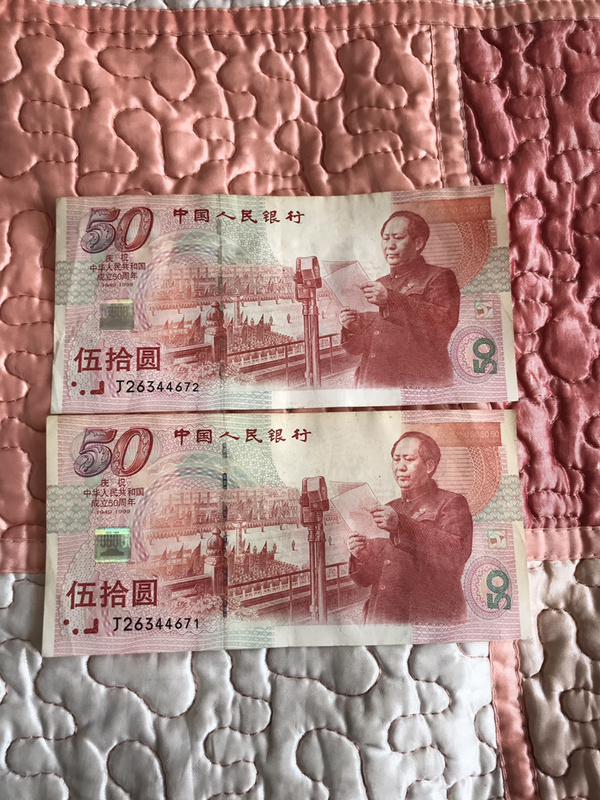 50
中国人民银行
庆祝
中华人民共和国
成立50周年
1949-1999
伍拾圆
J26344672
50
50
中国人民银行
庆祝
中华人民共和国
成立50周年
1949-1999
伍拾圆
J26344671
50